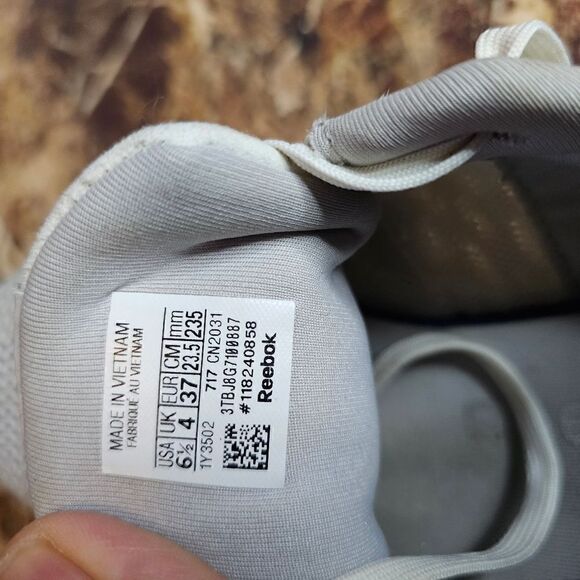 MADE IN VIETNAM
FABRIQUÉ AU VIETNAM
USA UK EUR CM mm
6½ 4 37 23.5 235
1Y3502 717 CN2031
3TBJ8G7100887
#118240858
Reebok